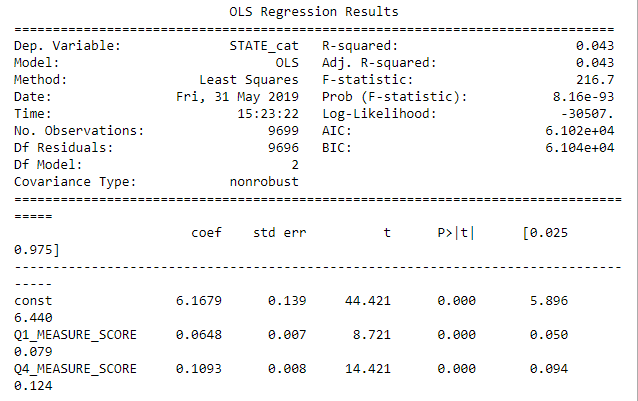 OLS Regression Results
==============================================================================
Dep. Variable: STATE_cat R-squared: 0.043
Model: OLS Adj. R-squared: 0.043
Method: Least Squares F-statistic: 216.7
Date: Fri, 31 May 2019 Prob (F-statistic): 8.16e-93
Time: 15:23:22 Log-Likelihood: -30507.
No. Observations: 9699 AIC: 6.102e+04
Df Residuals: 9696 BIC: 6.104e+04
Df Model: 2
Covariance Type: nonrobust
==============================================================================
=====
coef std err t P>|t| [0.025
0.975]
------------------------------------------------------------------------------
-----
const 6.1679 0.139 44.421 0.000 5.896
6.440
Q1_MEASURE_SCORE 0.0648 0.007 8.721 0.000 0.050
0.079
Q4_MEASURE_SCORE 0.1093 0.008 14.421 0.000 0.094
0.124